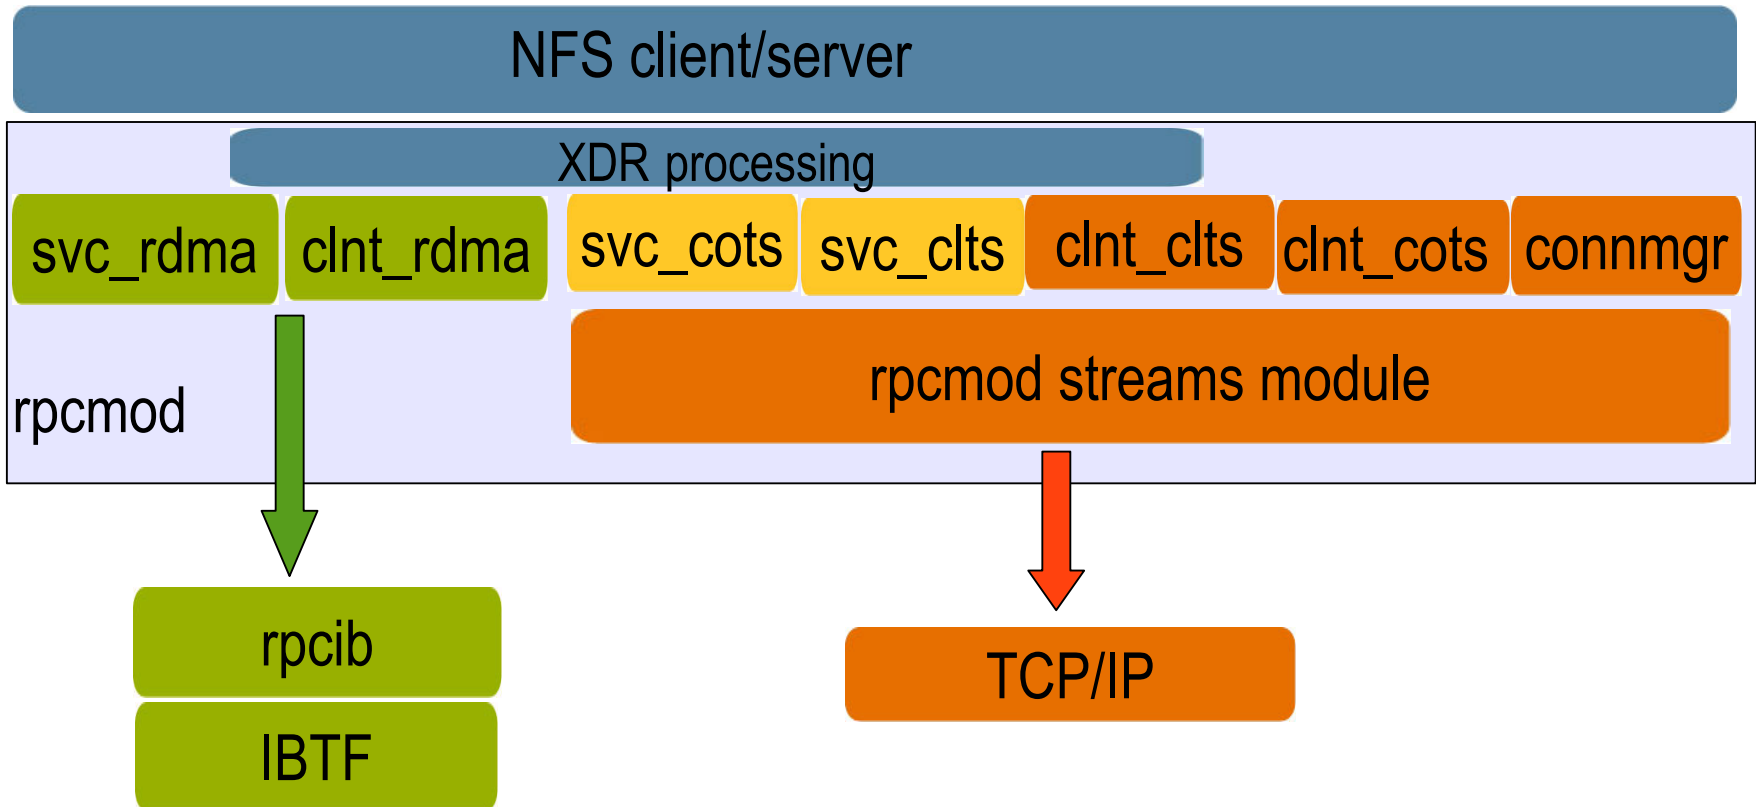 NFS client/server
XDR processing
svc_rdma
clnt_rdma
svc_cots
svc_clts
clnt_clts
clnt_cots
connmgr
rpcmod streams module
rpcmod
rpcib
TCP/IP
IBTF